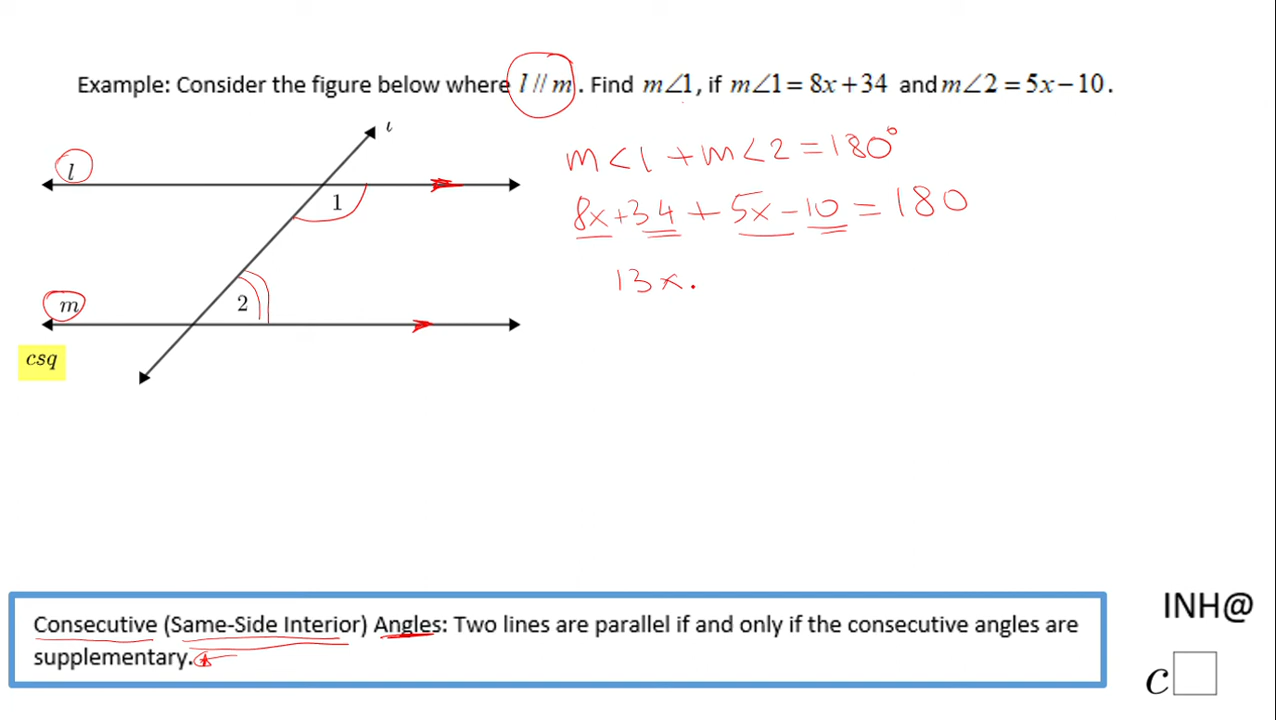 Example: Consider the figure below where l // m . Find m∠1, if m∠1 = 8x + 34 and m∠2 = 5x − 10.
t
m<1 + m<2 = 180°
l
1
8x + 34 + 5x - 10 = 180
13x.
m
2
csq
Consecutive (Same-Side Interior) Angles: Two lines are parallel if and only if the consecutive angles are
supplementary.
INH@
c